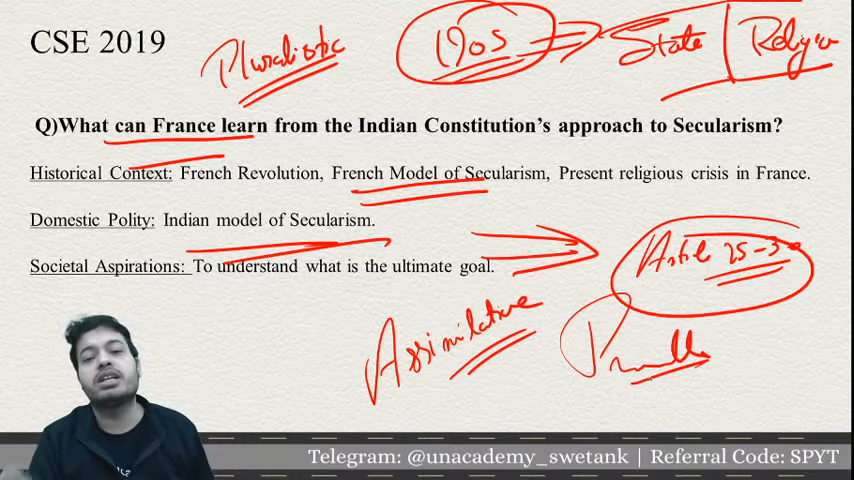 CSE 2019
Pluralistic
1905
State | Religion
Q)What can France learn from the Indian Constitution's approach to Secularism?
Historical Context: French Revolution, French Model of Secularism, Present religious crisis in France.
Domestic Polity: Indian model of Secularism.
Societal Aspirations: To understand what is the ultimate goal.
Article 25-30
Assimilative
Telegram: @unacademy_swetank | Referral Code: SPYT